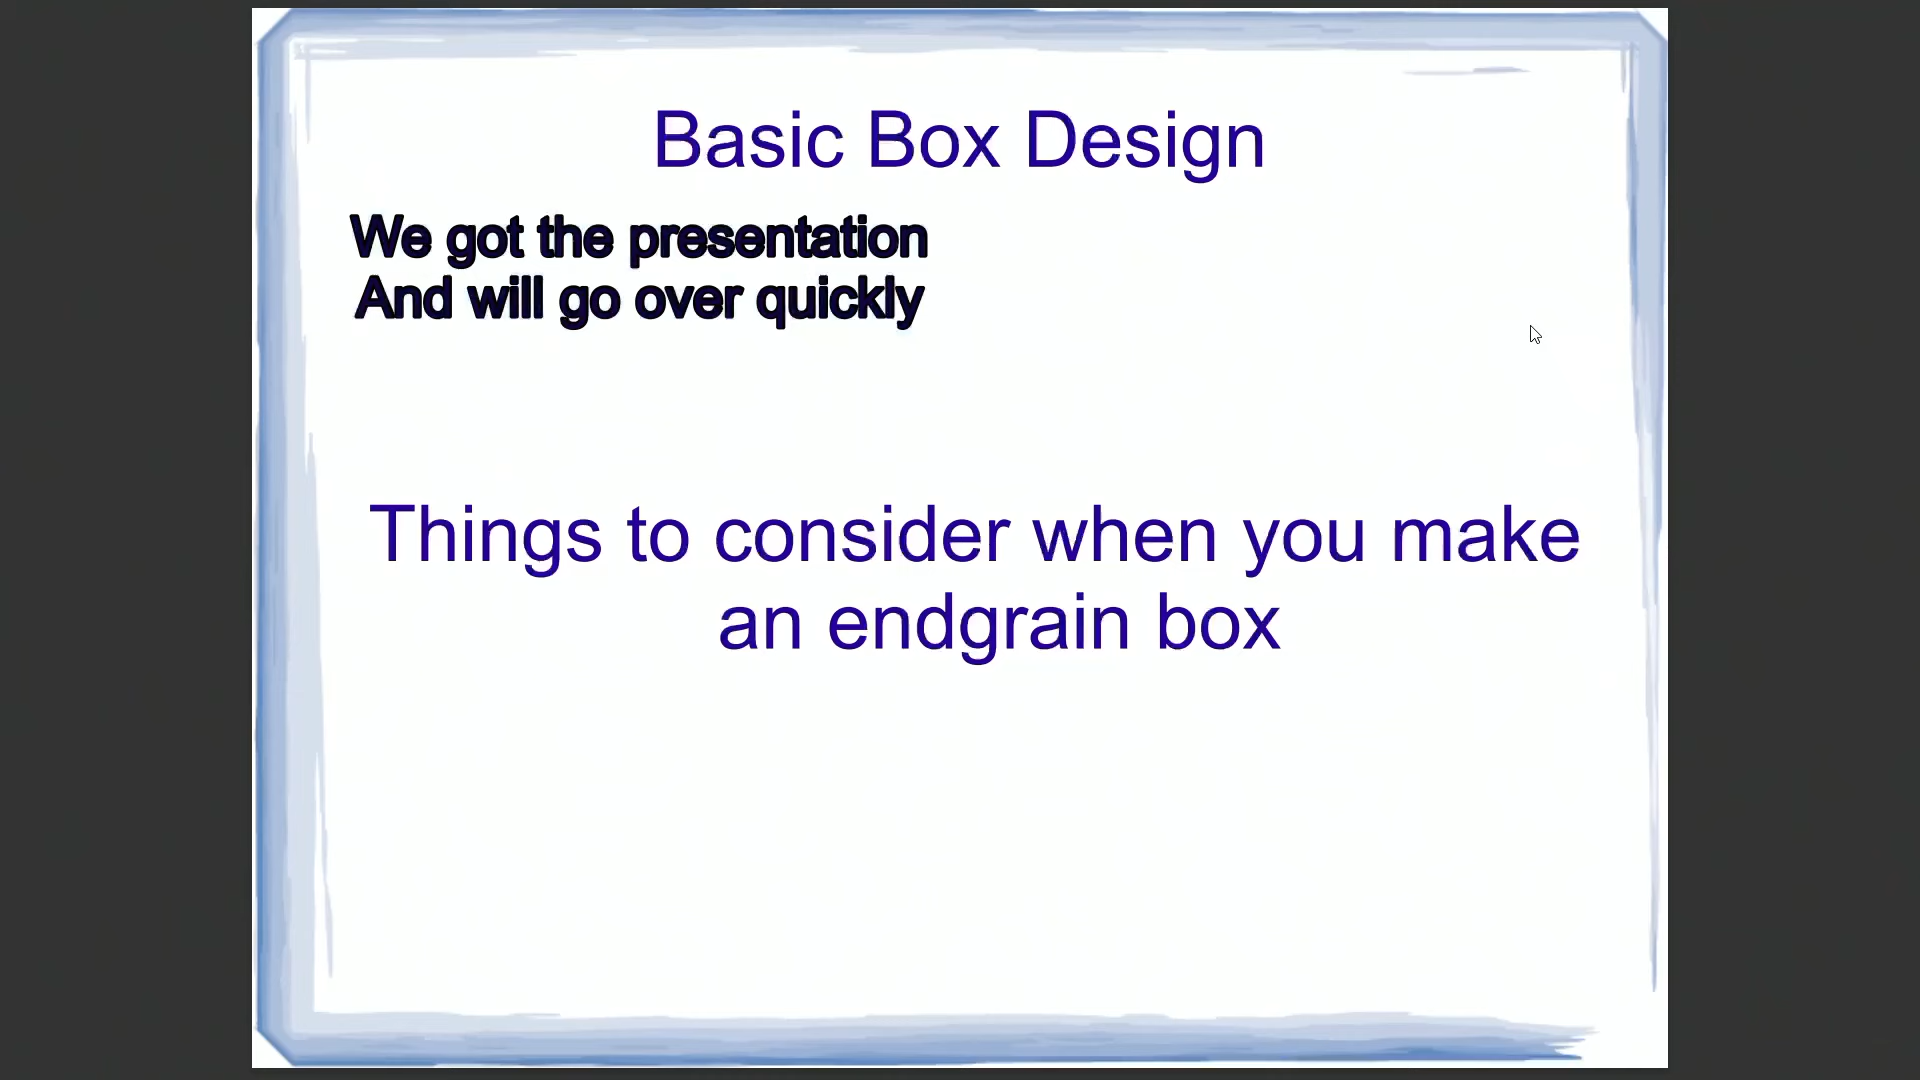 Basic Box Design
We got the presentation
And will go over quickly
Things to consider when you make
an endgrain box